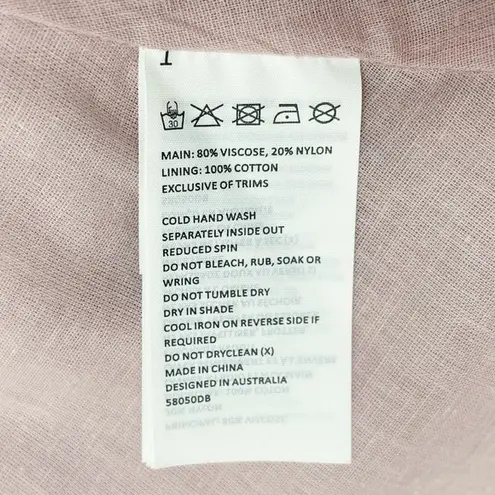 30
MAIN: 80% VISCOSE, 20% NYLON
LINING: 100% COTTON
EXCLUSIVE OF TRIMS
COLD HAND WASH
SEPARATELY INSIDE OUT
REDUCED SPIN
DO NOT BLEACH, RUB, SOAK OR
WRING
DO NOT TUMBLE DRY
DRY IN SHADE
COOL IRON ON REVERSE SIDE IF
REQUIRED
DO NOT DRYCLEAN (X)
MADE IN CHINA
DESIGNED IN AUSTRALIA
58050DB